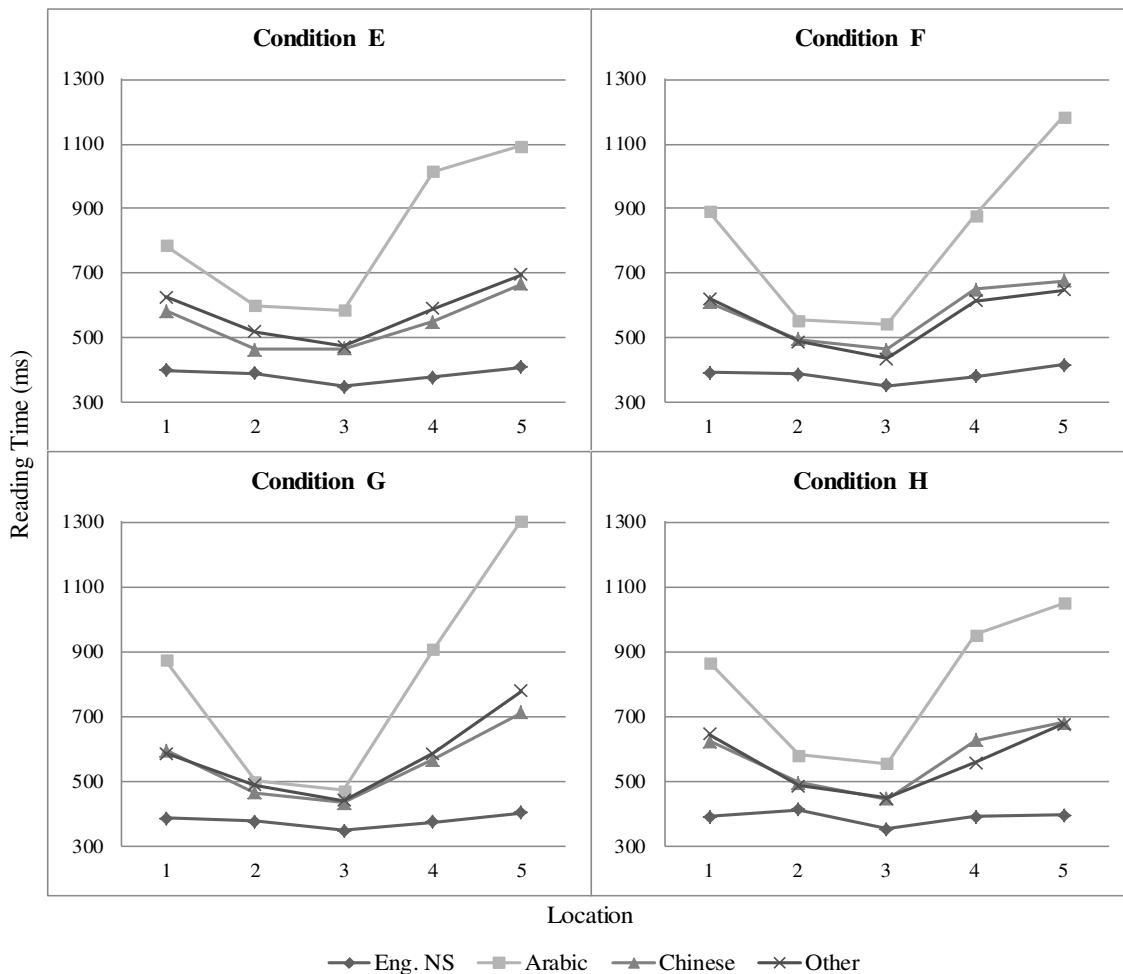 Condition E
1300
1100
900
700
500
300
1 2 3 4 5
Condition F
1300
1100
900
700
500
300
1 2 3 4 5
Condition G
1300
1100
900
700
500
300
1 2 3 4 5
Condition H
1300
1100
900
700
500
300
1 2 3 4 5
Reading Time (ms)
Location
Eng. NS Arabic Chinese Other